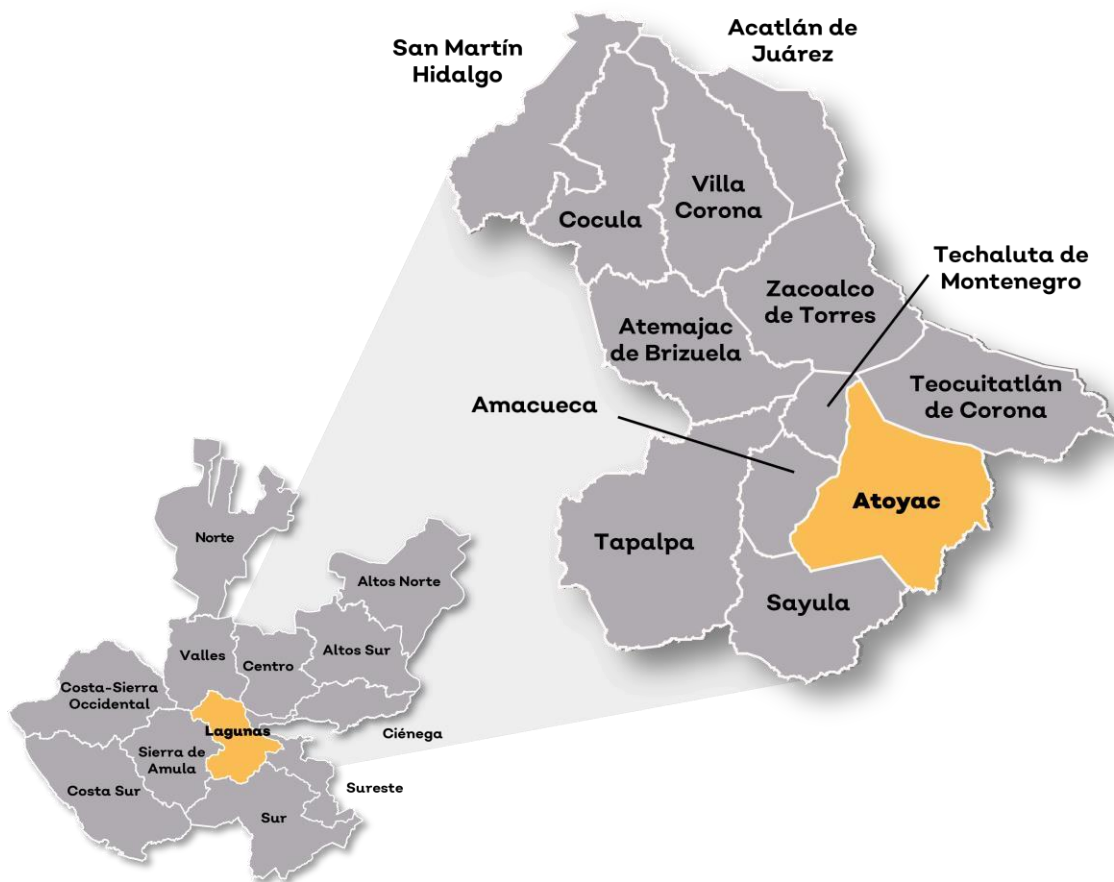 Acatlán de
Juárez
San Martín
Hidalgo
Villa
Corona
Cocula
Techaluta de
Montenegro
Zacoalco
de Torres
Atemajac
de Brizuela
Teocuitatlán
de Corona
Amacueca
Atoyac
Tapalpa
Sayula
Norte
Altos Norte
Altos Sur
Valles
Centro
Costa-Sierra
Occidental
Lagunas
Ciénega
Sierra de
Amula
Costa Sur
Sureste
Sur